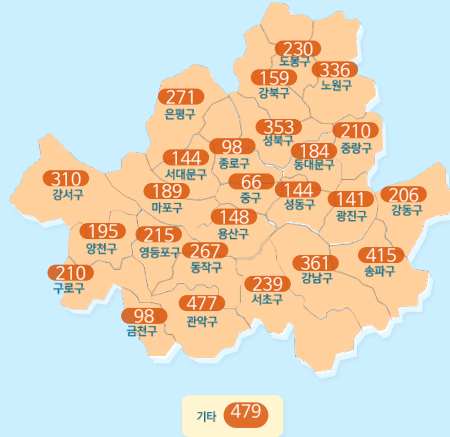 230
도봉구
336
노원구
159
강북구
271
은평구
353
성북구
210
중랑구
98
종로구
184
동대문구
144
서대문구
310
강서구
189
마포구
66
중구
144
성동구
141
광진구
206
강동구
148
용산구
195
양천구
215
영등포구
267
동작구
415
송파구
361
강남구
210
구로구
239
서초구
477
관악구
98
금천구
기타 479